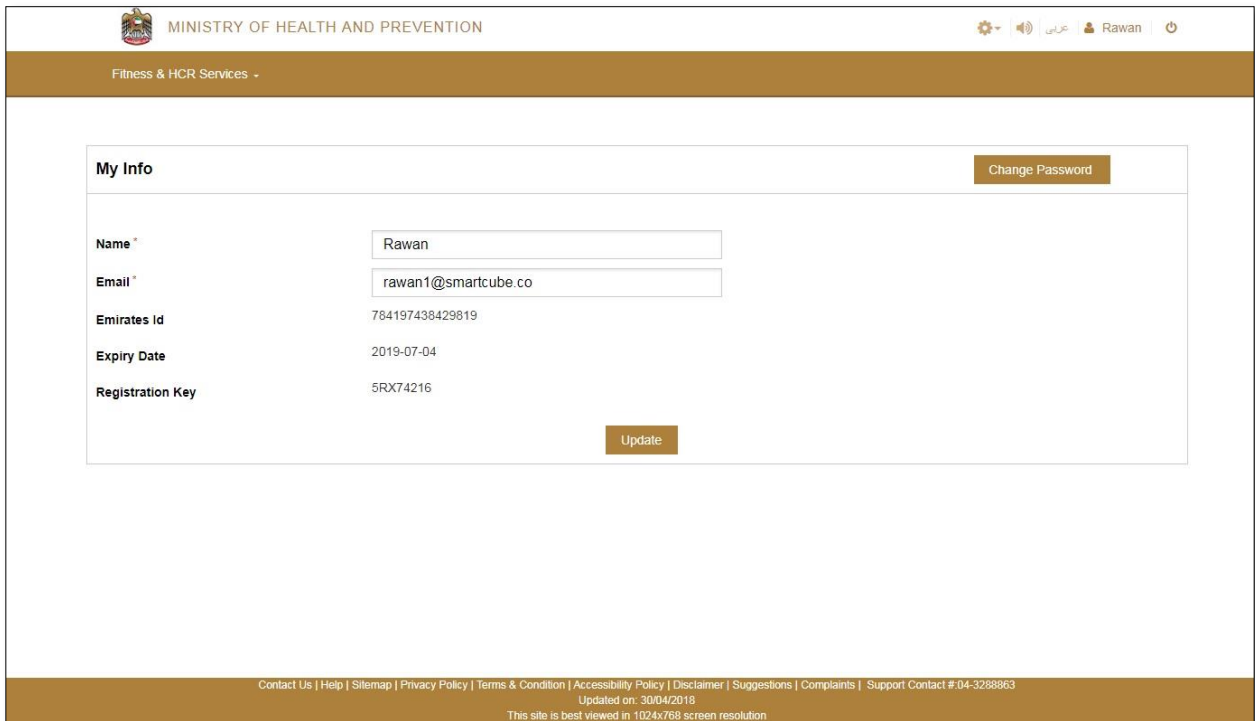 MINISTRY OF HEALTH AND PREVENTION عربى Rawan
Fitness & HCR Services
My Info Change Password
Name * Rawan
Email * rawan1@smartcube.co
Emirates Id 784197438429819
Expiry Date 2019-07-04
Registration Key 5RX74216
Update
Contact Us | Help | Sitemap | Privacy Policy | Terms & Condition | Accessibility Policy | Disclaimer | Suggestions | Complaints | Support Contact #:04-3288863
Updated on: 30/04/2018
This site is best viewed in 1024x768 screen resolution